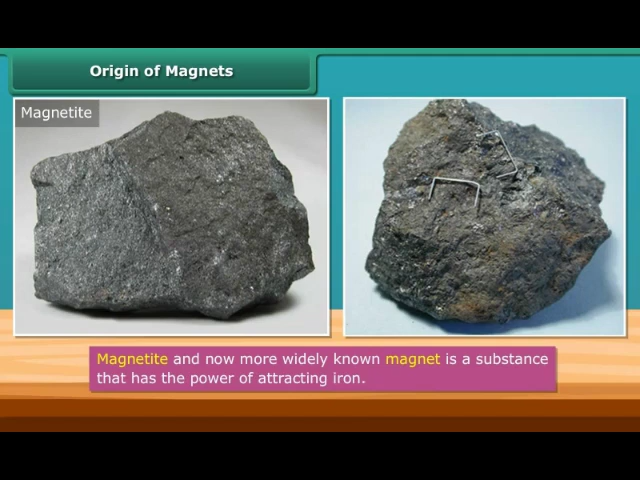 Origin of Magnets
Magnetite
Magnetite and now more widely known magnet is a substance
that has the power of attracting iron.